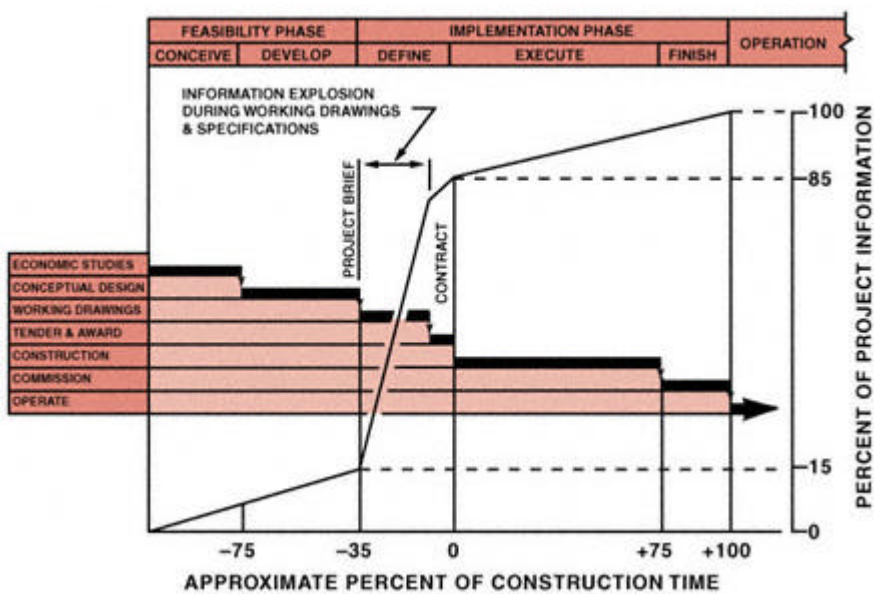 FEASIBILITY PHASE
IMPLEMENTATION PHASE
OPERATION
CONCEIVE
DEVELOP
DEFINE
EXECUTE
FINISH
INFORMATION EXPLOSION
DURING WORKING DRAWINGS
& SPECIFICATIONS
100
85
PROJECT BRIEF
CONTRACT
PERCENT OF PROJECT INFORMATION
ECONOMIC STUDIES
CONCEPTUAL DESIGN
WORKING DRAWINGS
TENDER & AWARD
CONSTRUCTION
COMMISSION
OPERATE
15
0
–75
–35
0
+75
+100
APPROXIMATE PERCENT OF CONSTRUCTION TIME